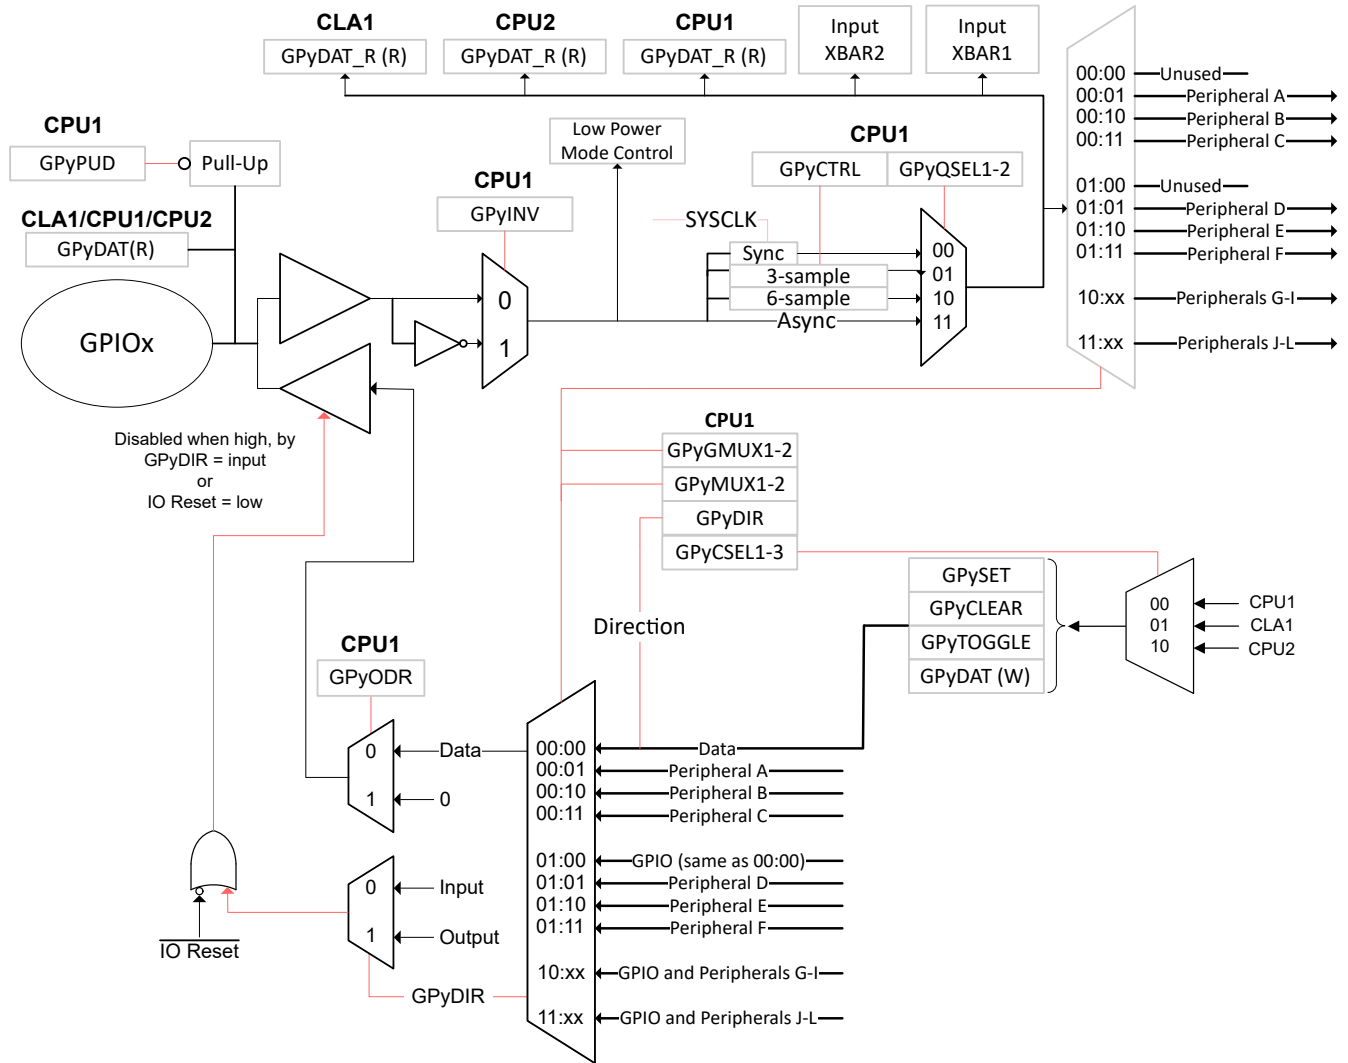 CLA1
GPyDAT_R (R)
CPU2
GPyDAT_R (R)
CPU1
GPyDAT_R (R)
Input
XBAR2
Input
XBAR1
00:00
Unused
00:01
Peripheral A
00:10
Peripheral B
00:11
Peripheral C
01:00
Unused
01:01
Peripheral D
01:10
Peripheral E
01:11
Peripheral F
10:xx
Peripherals G-I
11:xx
Peripherals J-L
CPU1
GPyPUD
Pull-Up
CLA1/CPU1/CPU2
GPyDAT(R)
GPIOx
CPU1
GPyINV
0
1
Low Power
Mode Control
CPU1
GPyCTRL
GPyQSEL1-2
SYSCLK
Sync
3-sample
6-sample
Async
00
01
10
11
Disabled when high, by
GPyDIR = input
or
IO Reset = low
CPU1
GPyGMUX1-2
GPyMUX1-2
GPyDIR
GPyCSEL1-3
Direction
GPySET
GPyCLEAR
GPyTOGGLE
GPyDAT (W)
00
01
10
CPU1
CLA1
CPU2
CPU1
GPyODR
0
1
Data
0
00:00
Data
00:01
Peripheral A
00:10
Peripheral B
00:11
Peripheral C
01:00
GPIO (same as 00:00)
01:01
Peripheral D
01:10
Peripheral E
01:11
Peripheral F
10:xx
GPIO and Peripherals G-I
11:xx
GPIO and Peripherals J-L
0
1
Input
Output
GPyDIR
IO Reset